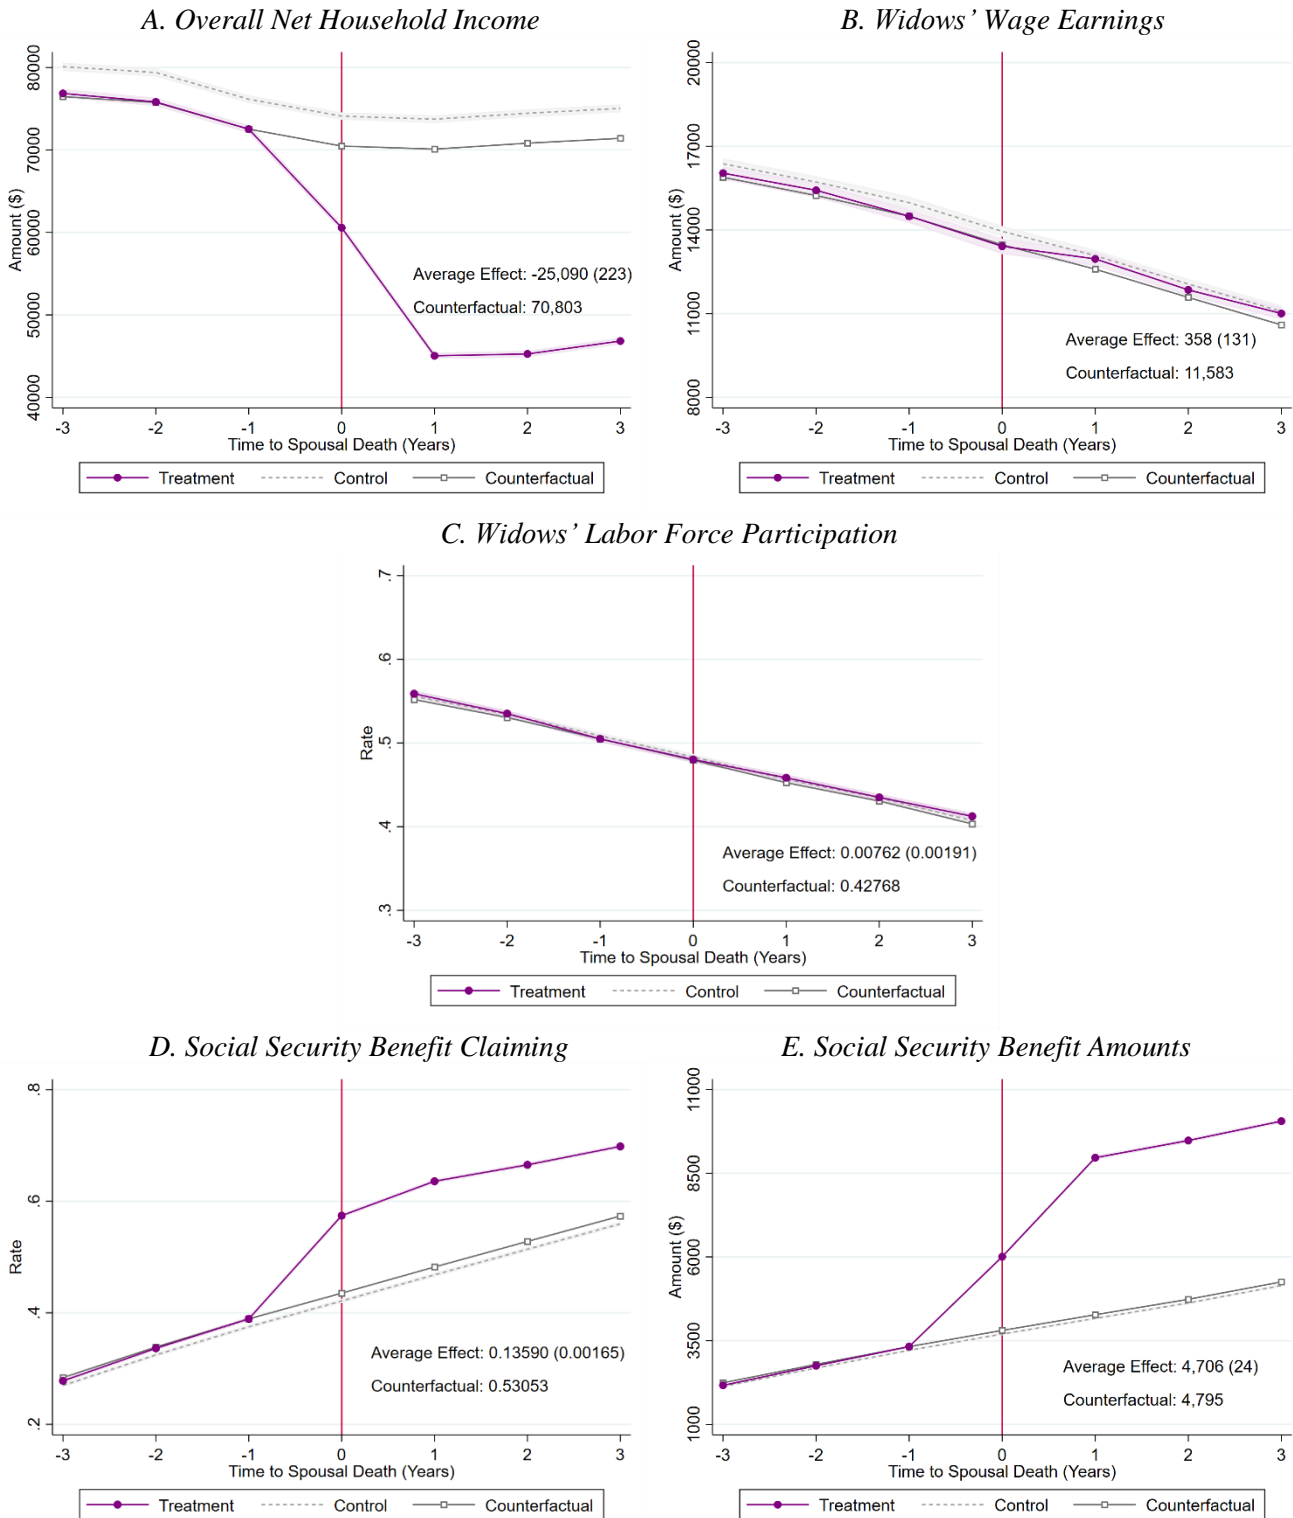 A. Overall Net Household Income
80000
70000
60000
50000
40000
Amount ($)
Average Effect: -25,090 (223)
Counterfactual: 70,803
-3 -2 -1 0 1 2 3
Time to Spousal Death (Years)
Treatment Control Counterfactual
B. Widows' Wage Earnings
20000
17000
14000
11000
8000
Amount ($)
Average Effect: 358 (131)
Counterfactual: 11,583
-3 -2 -1 0 1 2 3
Time to Spousal Death (Years)
Treatment Control Counterfactual
C. Widows' Labor Force Participation
.7
.6
.5
.4
.3
Rate
Average Effect: 0.00762 (0.00191)
Counterfactual: 0.42768
-3 -2 -1 0 1 2 3
Time to Spousal Death (Years)
Treatment Control Counterfactual
D. Social Security Benefit Claiming
.8
.6
.4
.2
Rate
Average Effect: 0.13590 (0.00165)
Counterfactual: 0.53053
-3 -2 -1 0 1 2 3
Time to Spousal Death (Years)
Treatment Control Counterfactual
E. Social Security Benefit Amounts
11000
8500
6000
3500
1000
Amount ($)
Average Effect: 4,706 (24)
Counterfactual: 4,795
-3 -2 -1 0 1 2 3
Time to Spousal Death (Years)
Treatment Control Counterfactual